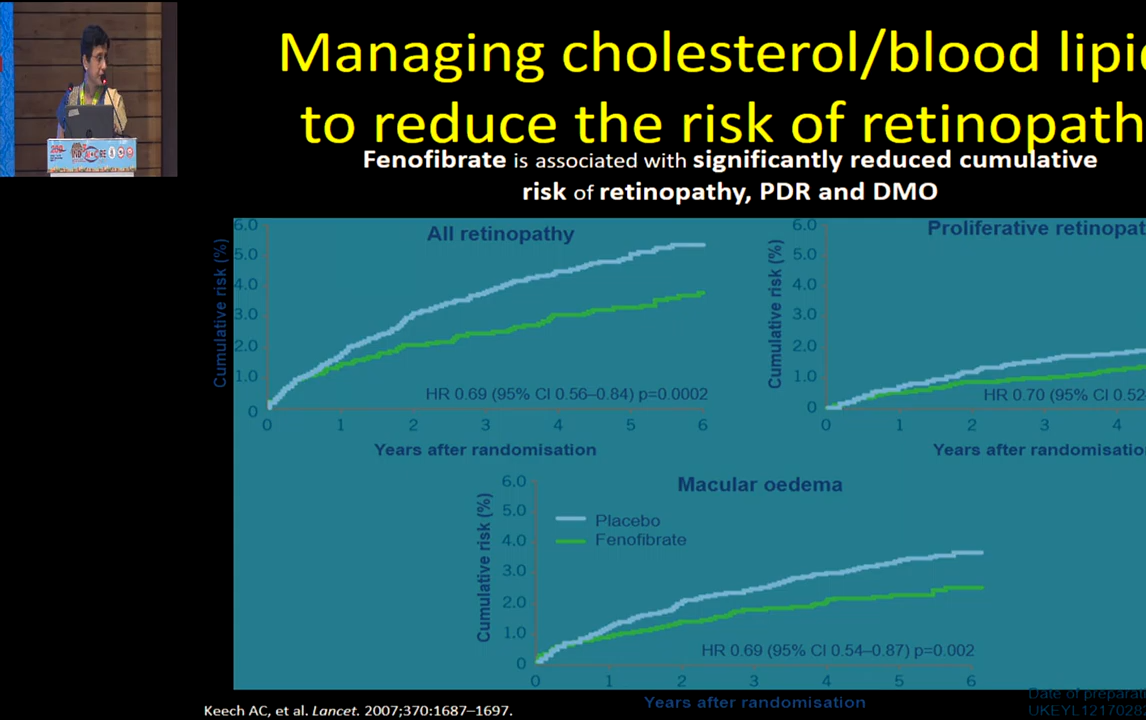 Managing cholesterol/blood lipi
to reduce the risk of retinopath
Fenofibrate is associated with significantly reduced cumulative
risk of retinopathy, PDR and DMO
All retinopathy
Cumulative risk (%)
6.0
5.0
4.0
3.0
2.0
1.0
0
HR 0.69 (95% CI 0.56–0.84) p=0.0002
0 1 2 3 4 5 6
Years after randomisation
Proliferative retinopat
Cumulative risk (%)
6.0
5.0
4.0
3.0
2.0
1.0
0
HR 0.70 (95% CI 0.52
0 1 2 3 4
Years after randomisatio
Macular oedema
Cumulative risk (%)
6.0
5.0
4.0
3.0
2.0
1.0
0
Placebo
Fenofibrate
HR 0.69 (95% CI 0.54–0.87) p=0.002
0 1 2 3 4 5 6
Years after randomisation
Keech AC, et al. Lancet. 2007;370:1687–1697.
Date of preparati
UKEYL1217028